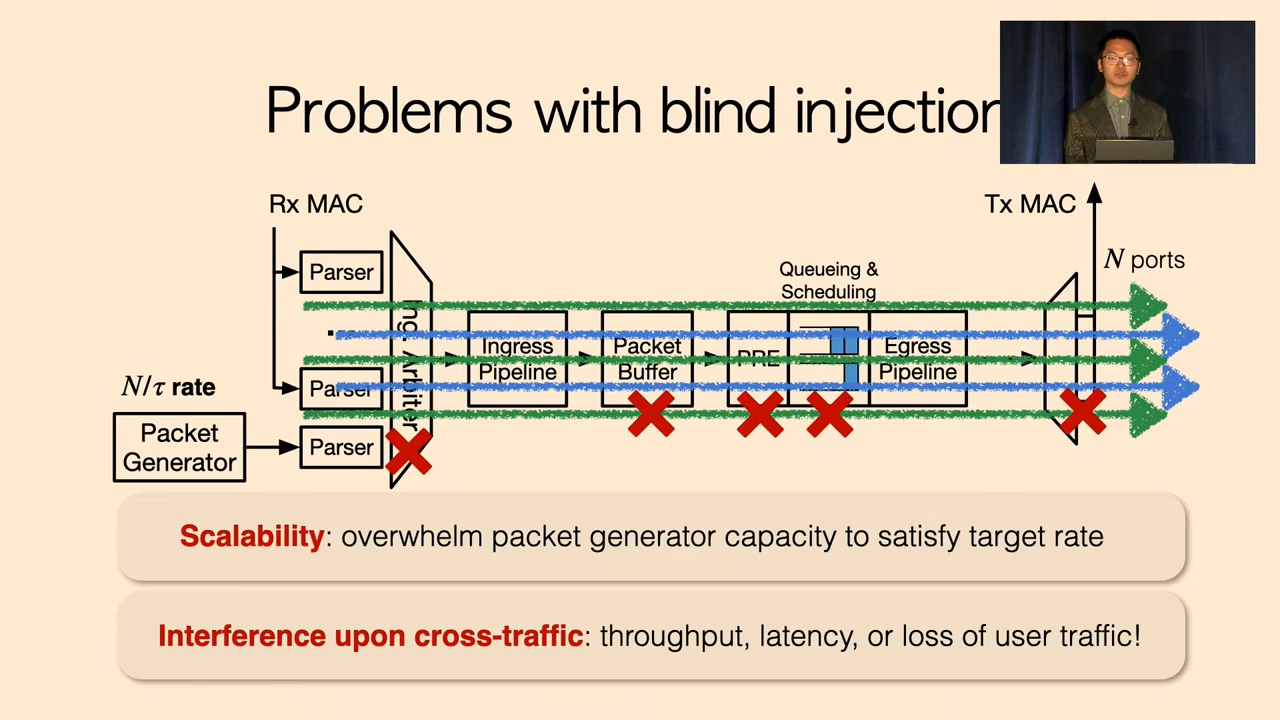 Problems with blind injection
Rx MAC
Tx MAC
N ports
Queueing &
Scheduling
Parser
Ing. Arbiter
Ingress
Pipeline
Packet
Buffer
PRE
Egress
Pipeline
N/τ rate
Parser
Packet
Generator
Parser
Scalability: overwhelm packet generator capacity to satisfy target rate
Interference upon cross-traffic: throughput, latency, or loss of user traffic!